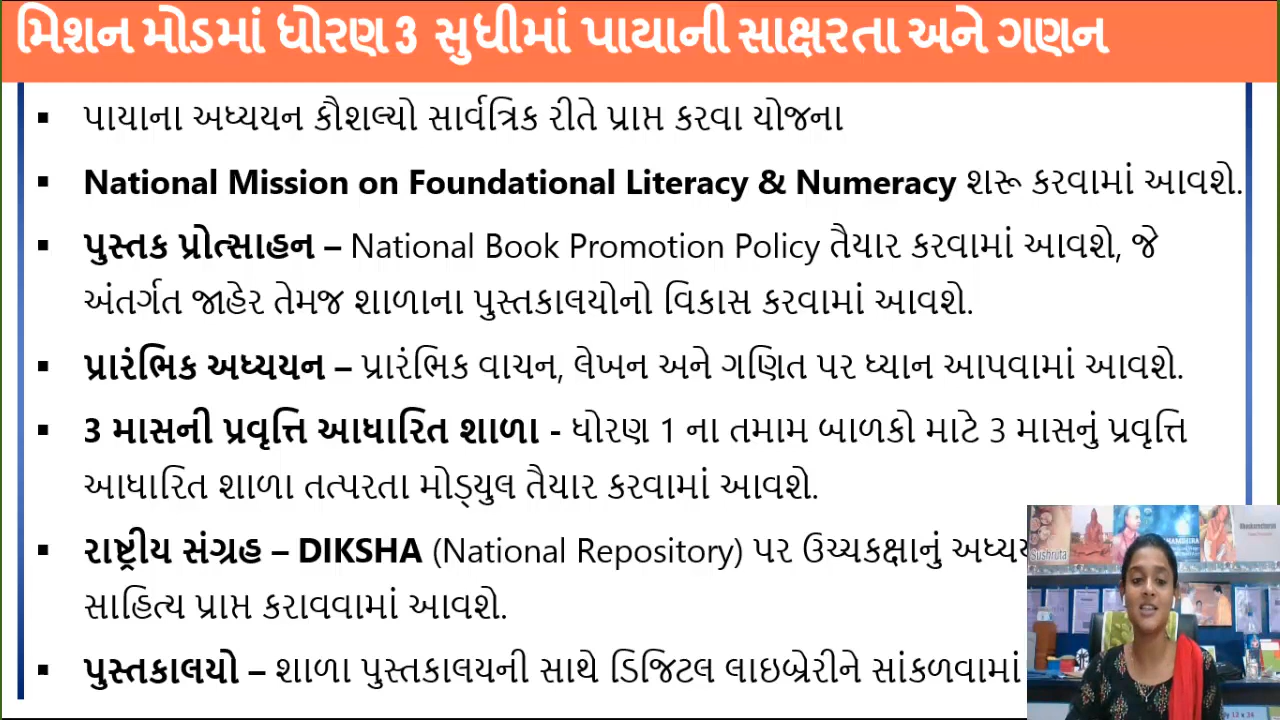 મિશન મોડમાં ધોરણ 3 સુધીમાં પાયાની સાક્ષરતા અને ગણન
▪ પાયાના અધ્યયન કૌશલ્યો સાર્વત્રિક રીતે પ્રાપ્ત કરવા યોજના
▪ National Mission on Foundational Literacy & Numeracy શરૂ કરવામાં આવશે.
▪ પુસ્તક પ્રોત્સાહન – National Book Promotion Policy તૈયાર કરવામાં આવશે, જે
અંતર્ગત જાહેર તેમજ શાળાના પુસ્તકાલયોનો વિકાસ કરવામાં આવશે.
▪ પ્રારંભિક અધ્યયન – પ્રારંભિક વાચન, લેખન અને ગણિત પર ધ્યાન આપવામાં આવશે.
▪ 3 માસની પ્રવૃત્તિ આધારિત શાળા - ધોરણ 1 ના તમામ બાળકો માટે 3 માસનું પ્રવૃત્તિ
આધારિત શાળા તત્પરતા મોડ્યુલ તૈયાર કરવામાં આવશે.
▪ રાષ્ટ્રીય સંગ્રહ – DIKSHA (National Repository) પર ઉચ્ચકક્ષાનું
સાહિત્ય પ્રાપ્ત કરાવવામાં આવશે.
▪ પુસ્તકાલયો – શાળા પુસ્તકાલયની સાથે ડિજિટલ લાઇબ્રેરીને સાંકળવામાં
Sushruta